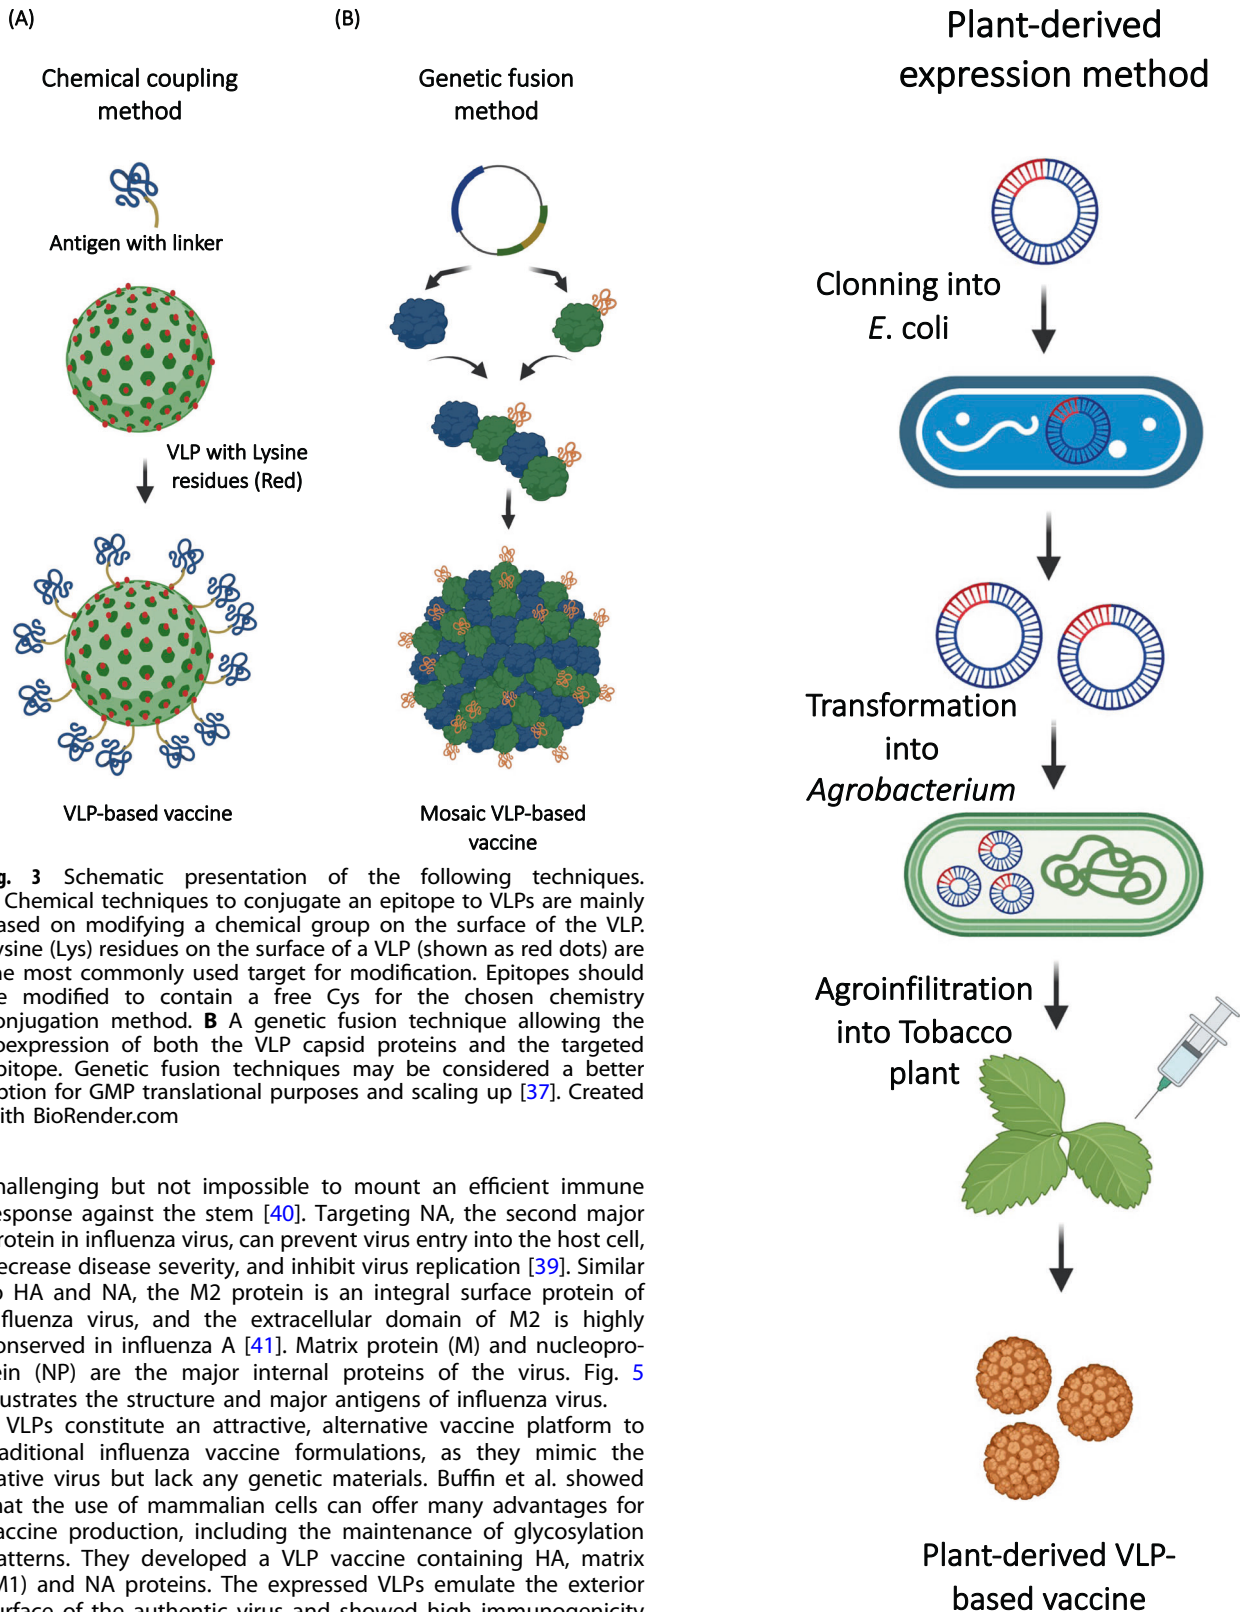 (A)
Chemical coupling
method
Antigen with linker
VLP with Lysine
residues (Red)
VLP-based vaccine
(B)
Genetic fusion
method
Mosaic VLP-based
vaccine
g. 3 Schematic presentation of the following techniques.
Chemical techniques to conjugate an epitope to VLPs are mainly
ased on modifying a chemical group on the surface of the VLP.
ysine (Lys) residues on the surface of a VLP (shown as red dots) are
ne most commonly used target for modification. Epitopes should
e modified to contain a free Cys for the chosen chemistry
onjugation method. B A genetic fusion technique allowing the
oexpression of both the VLP capsid proteins and the targeted
pitope. Genetic fusion techniques may be considered a better
ption for GMP translational purposes and scaling up [37]. Created
ith BioRender.com
hallenging but not impossible to mount an efficient immune
esponse against the stem [40]. Targeting NA, the second major
rotein in influenza virus, can prevent virus entry into the host cell,
ecrease disease severity, and inhibit virus replication [39]. Similar
o HA and NA, the M2 protein is an integral surface protein of
fluenza virus, and the extracellular domain of M2 is highly
onserved in influenza A [41]. Matrix protein (M) and nucleopro-
ein (NP) are the major internal proteins of the virus. Fig. 5
ustrates the structure and major antigens of influenza virus.
VLPs constitute an attractive, alternative vaccine platform to
aditional influenza vaccine formulations, as they mimic the
ative virus but lack any genetic materials. Buffin et al. showed
hat the use of mammalian cells can offer many advantages for
accine production, including the maintenance of glycosylation
atterns. They developed a VLP vaccine containing HA, matrix
M1) and NA proteins. The expressed VLPs emulate the exterior
urface of the authentic virus and showed high immunogenicity
Plant-derived
expression method
Clonning into
E. coli
Transformation
into
Agrobacterium
Agroinfilitration
into Tobacco
plant
Plant-derived VLP-
based vaccine